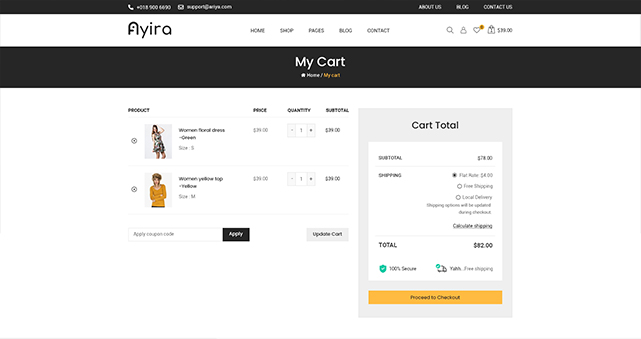 +018 900 6690 support@ariya.com ABOUT US BLOG CONTACT US
Ayira HOME SHOP PAGES BLOG CONTACT $39.00
My Cart
Home / My cart
PRODUCT PRICE QUANTITY SUBTOTAL
Women floral dress $39.00 - 1 + $39.00
-Green
Size : S
Women yellow top $39.00 - 1 + $39.00
-Yellow
Size : M
Apply coupon code Apply Update Cart
Cart Total
SUBTOTAL $78.00
SHIPPING Flat Rate: $4.00
Free Shipping
Local Delivery
Shipping options will be updated
during checkout.
Calculate shipping
TOTAL $82.00
100% Secure Yahh..!Free shipping
Proceed to Checkout